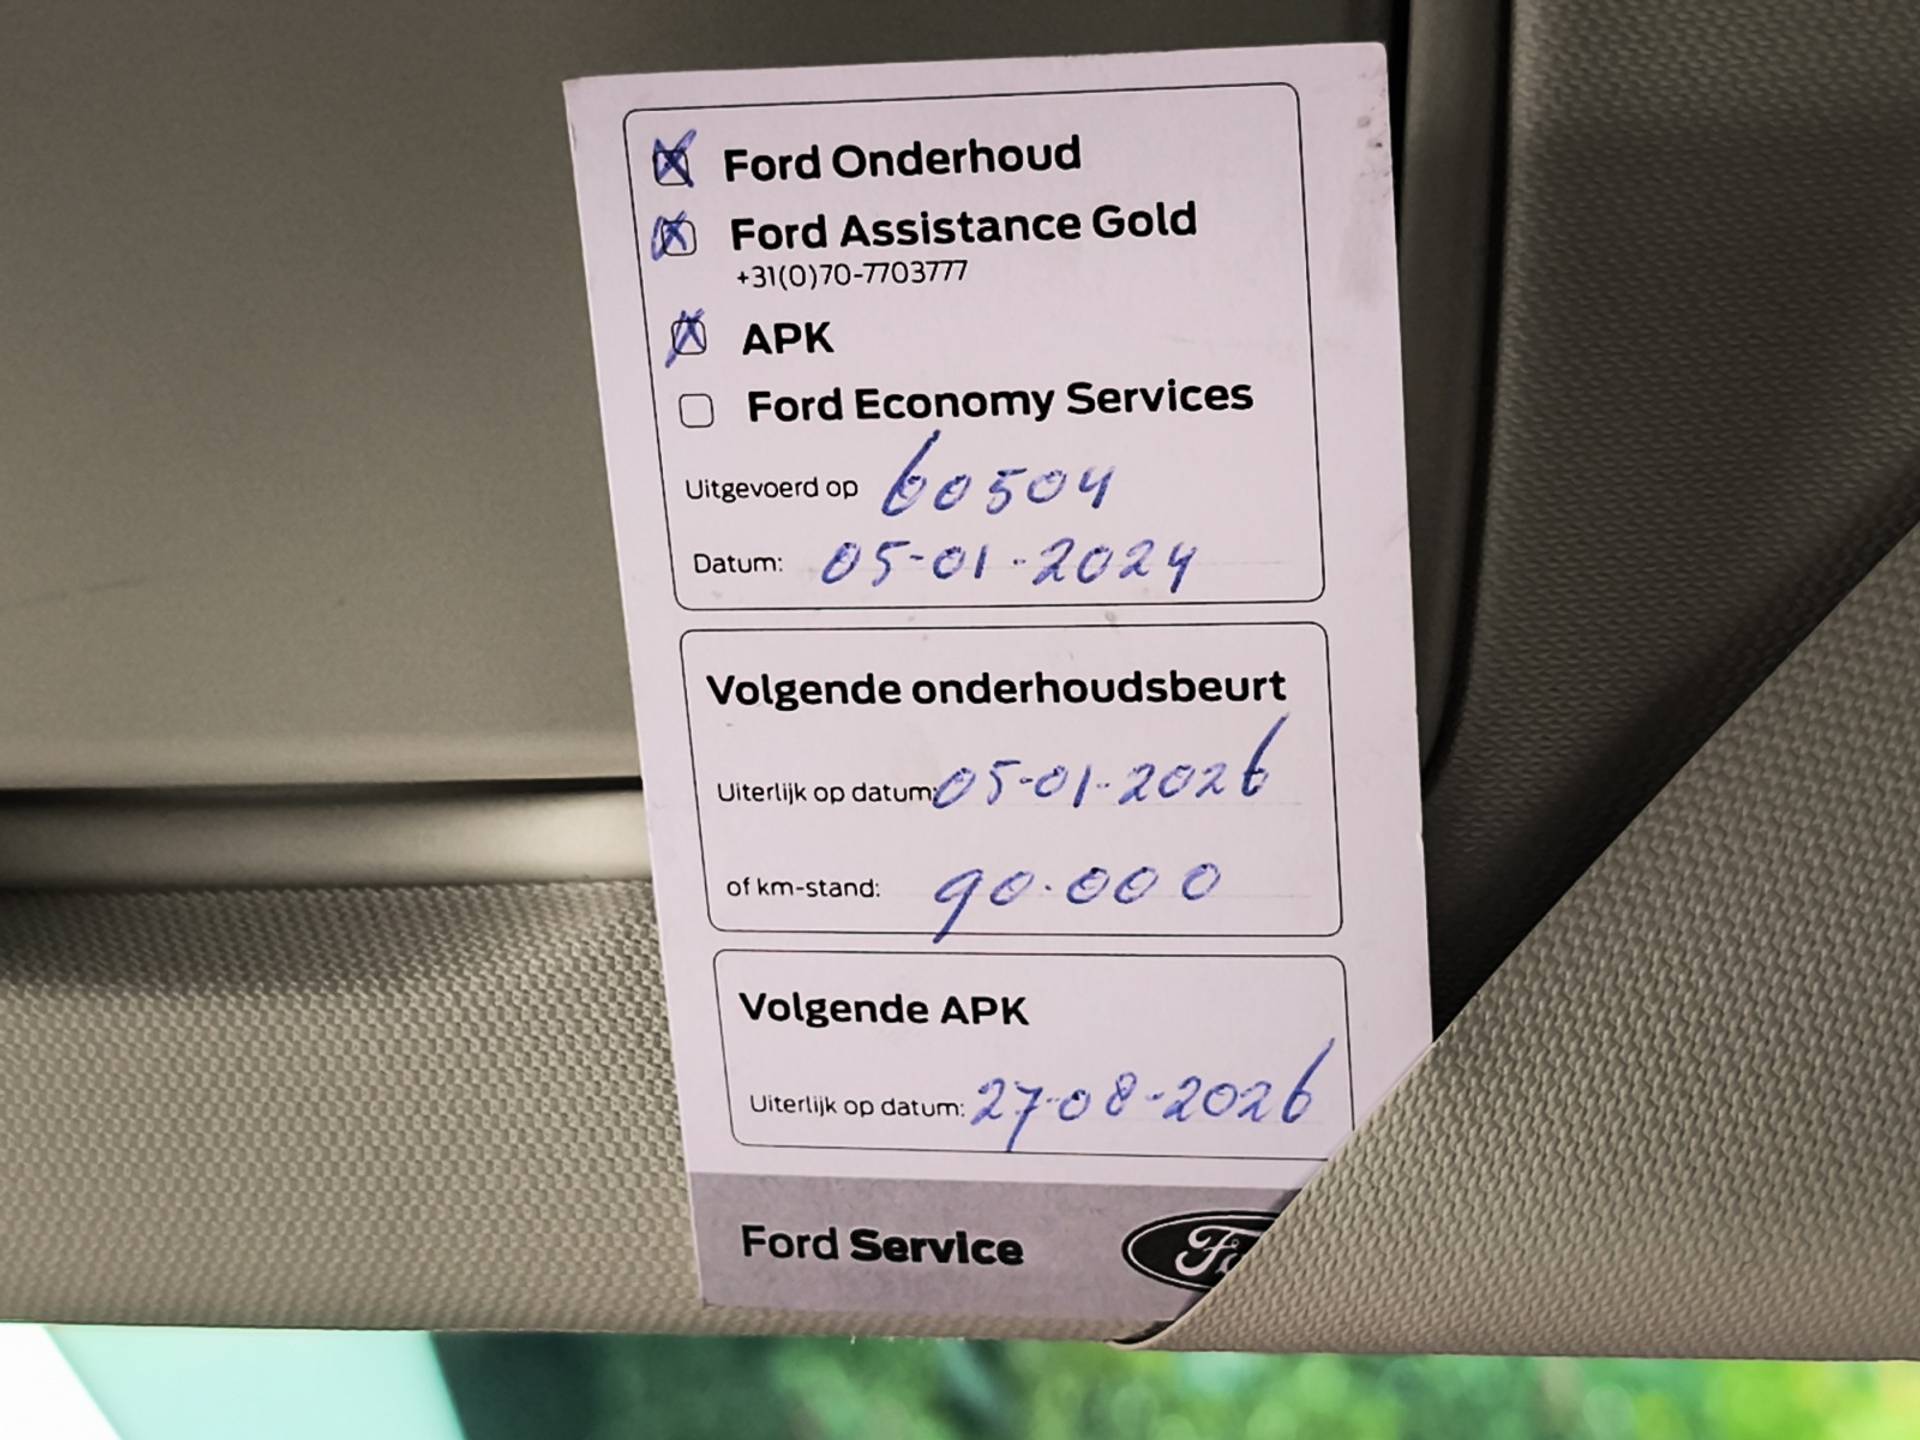 Ford Onderhoud
Ford Assistance Gold
+31(0)70-7703777
APK
Ford Economy Services
Uitgevoerd op 60504
Datum: 05-01-2024
Volgende onderhoudsbeurt
Uiterlijk op datum: 05-01-2026
of km-stand: 90.000
Volgende APK
Uiterlijk op datum: 27-08-2026
Ford Service